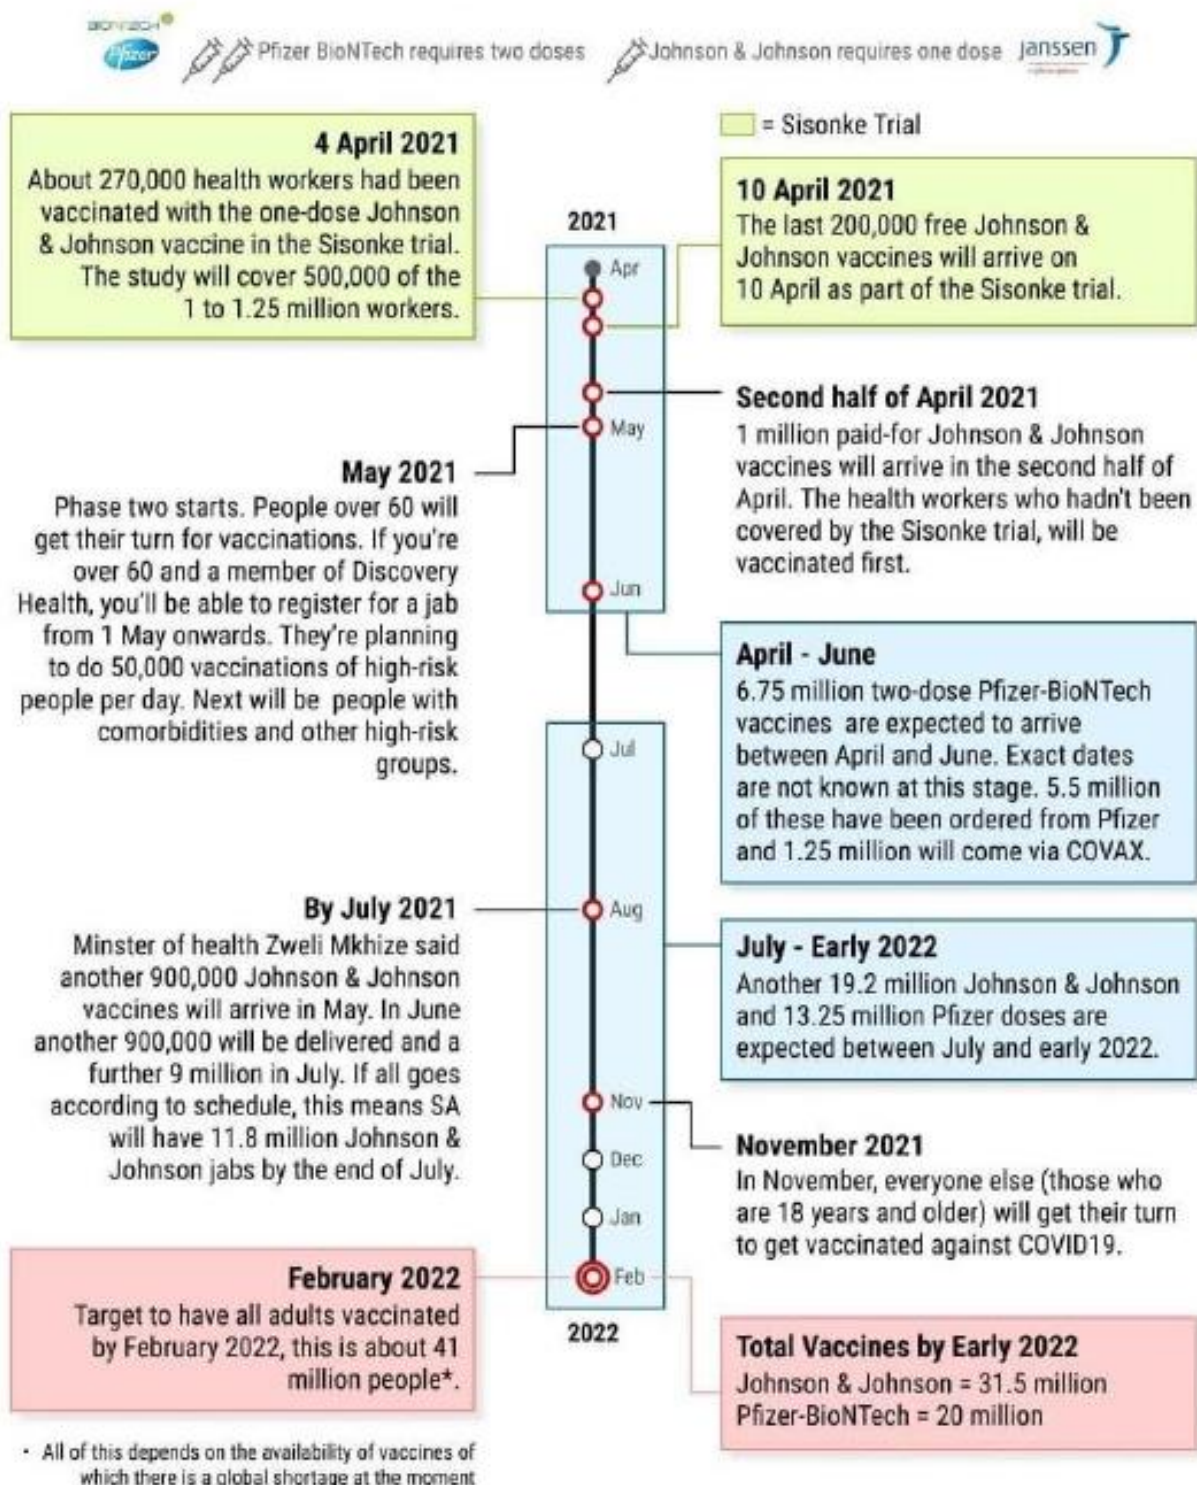 BIONTECH
Pfizer
Pfizer BioNTech requires two doses
Johnson & Johnson requires one dose
janssen
4 April 2021
About 270,000 health workers had been
vaccinated with the one-dose Johnson
& Johnson vaccine in the Sisonke trial.
The study will cover 500,000 of the
1 to 1.25 million workers.
= Sisonke Trial
10 April 2021
The last 200,000 free Johnson &
Johnson vaccines will arrive on
10 April as part of the Sisonke trial.
2021
Apr
Second half of April 2021
1 million paid-for Johnson & Johnson
vaccines will arrive in the second half of
April. The health workers who hadn't been
covered by the Sisonke trial, will be
vaccinated first.
May
May 2021
Phase two starts. People over 60 will
get their turn for vaccinations. If you're
over 60 and a member of Discovery
Health, you'll be able to register for a jab
from 1 May onwards. They're planning
to do 50,000 vaccinations of high-risk
people per day. Next will be people with
comorbidities and other high-risk
groups.
Jun
April - June
6.75 million two-dose Pfizer-BioNTech
vaccines are expected to arrive
between April and June. Exact dates
are not known at this stage. 5.5 million
of these have been ordered from Pfizer
and 1.25 million will come via COVAX.
Jul
By July 2021
Minster of health Zweli Mkhize said
another 900,000 Johnson & Johnson
vaccines will arrive in May. In June
another 900,000 will be delivered and a
further 9 million in July. If all goes
according to schedule, this means SA
will have 11.8 million Johnson &
Johnson jabs by the end of July.
Aug
July - Early 2022
Another 19.2 million Johnson & Johnson
and 13.25 million Pfizer doses are
expected between July and early 2022.
Nov
November 2021
In November, everyone else (those who
are 18 years and older) will get their turn
to get vaccinated against COVID19.
Dec
Jan
February 2022
Target to have all adults vaccinated
by February 2022, this is about 41
million people*.
Feb
2022
Total Vaccines by Early 2022
Johnson & Johnson = 31.5 million
Pfizer-BioNTech = 20 million
• All of this depends on the availability of vaccines of
which there is a global shortage at the moment